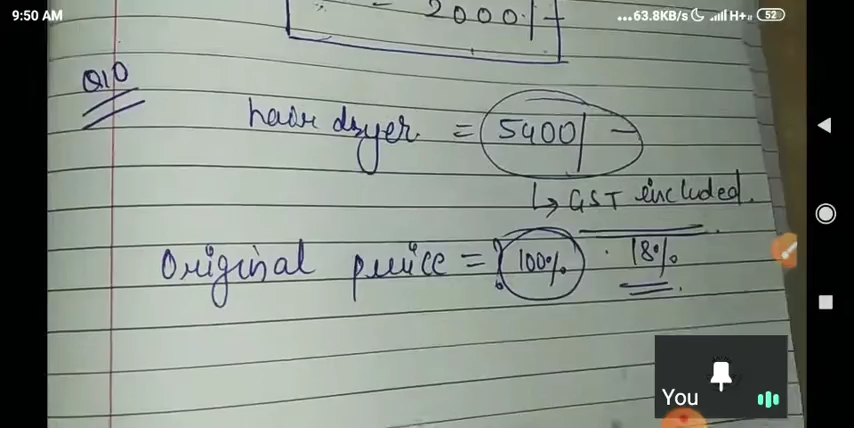 9:50 AM ...63.8KB/s H+ 52
2000/-
Q10
hair dryer = 5400/-
↳ GST included.
Original price = ? 100% · 18%
You